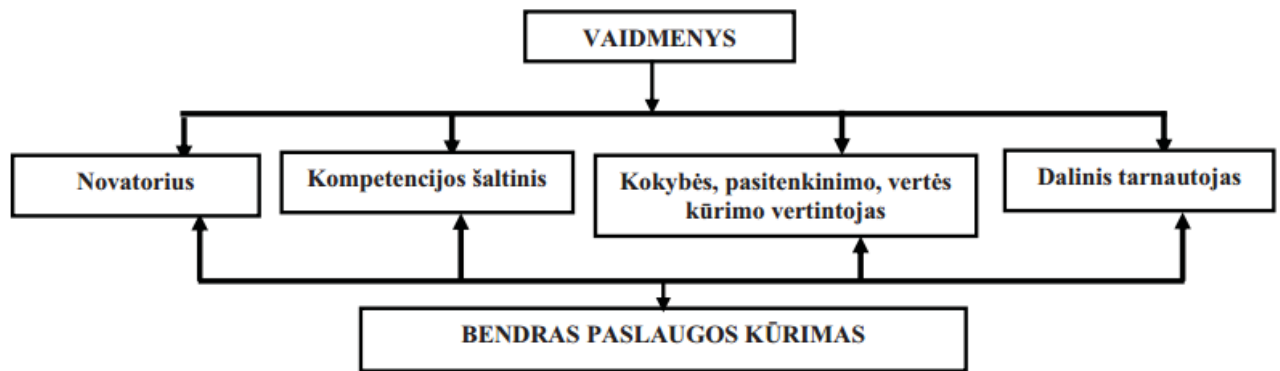 VAIDMENYS
Novatorius
Kompetencijos šaltinis
Kokybės, pasitenkinimo, vertės
kūrimo vertintojas
Dalinis tarnautojas
BENDRAS PASLAUGOS KŪRIMAS